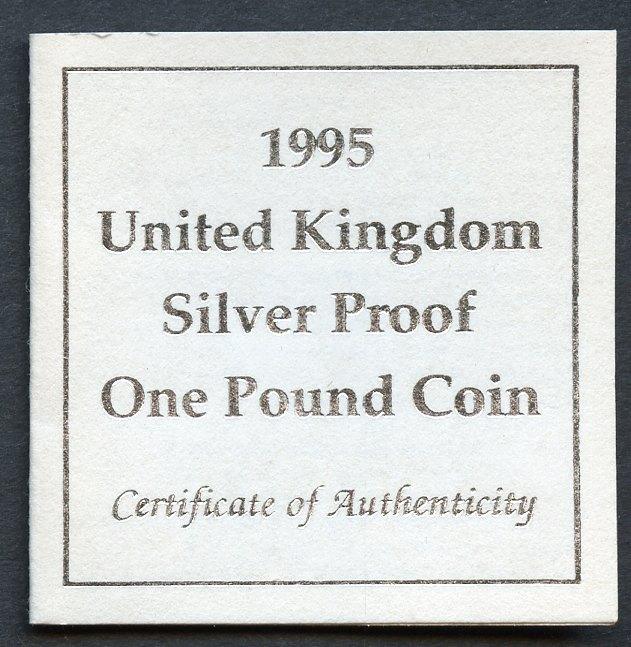 1995
United Kingdom
Silver Proof
One Pound Coin
Certificate of Authenticity